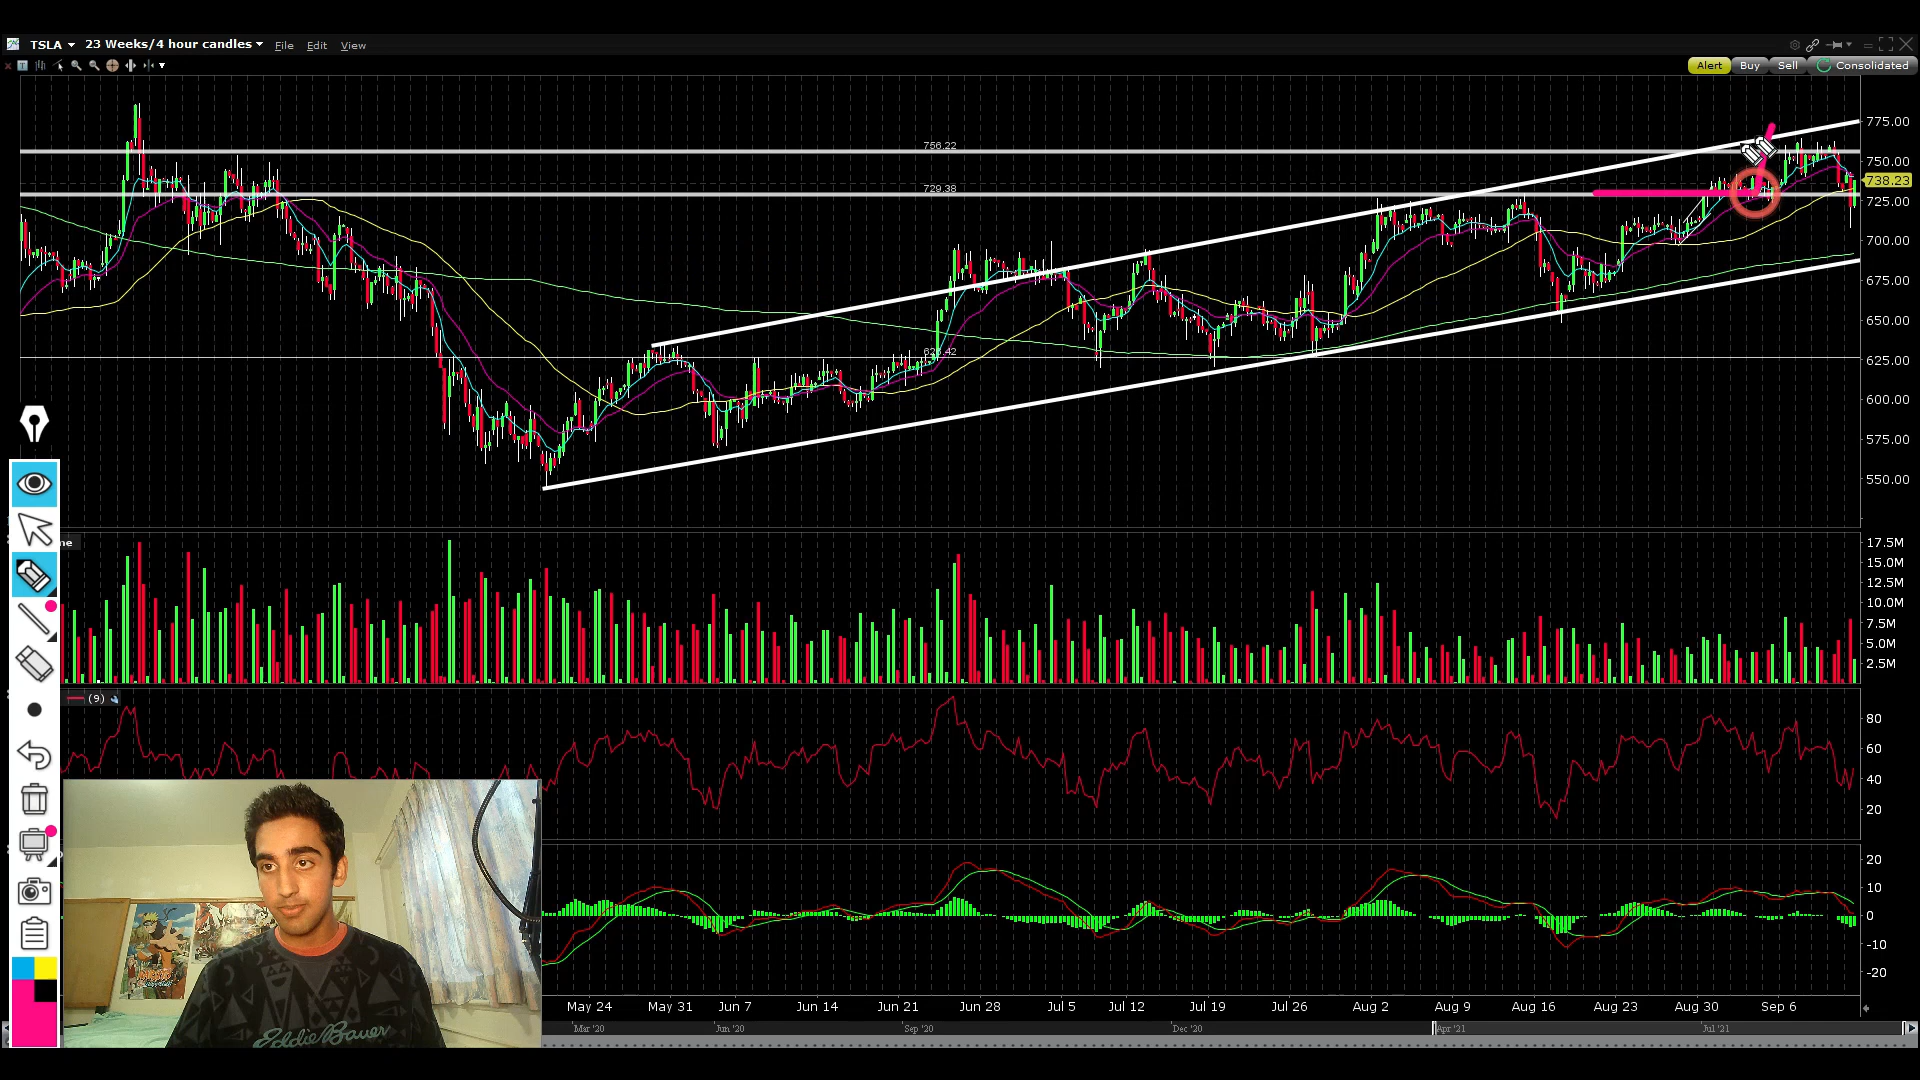 TSLA 23 Weeks/4 hour candles File Edit View
Alert Buy Sell Consolidated
775.00
756.22
750.00
738.23
729.38
725.00
700.00
675.00
650.00
625.00
600.00
575.00
550.00
me
17.5M
15.0M
12.5M
10.0M
7.5M
5.0M
2.5M
(9)
80
60
40
20
20
10
0
-10
-20
Eddie Bauer
May 24 May 31 Jun 7 Jun 14 Jun 21 Jun 28 Jul 5 Jul 12 Jul 19 Jul 26 Aug 2 Aug 9 Aug 16 Aug 23 Aug 30 Sep 6
Mar '20 Jun '20 Sep '20 Dec '20 Apr '21 Jul '21